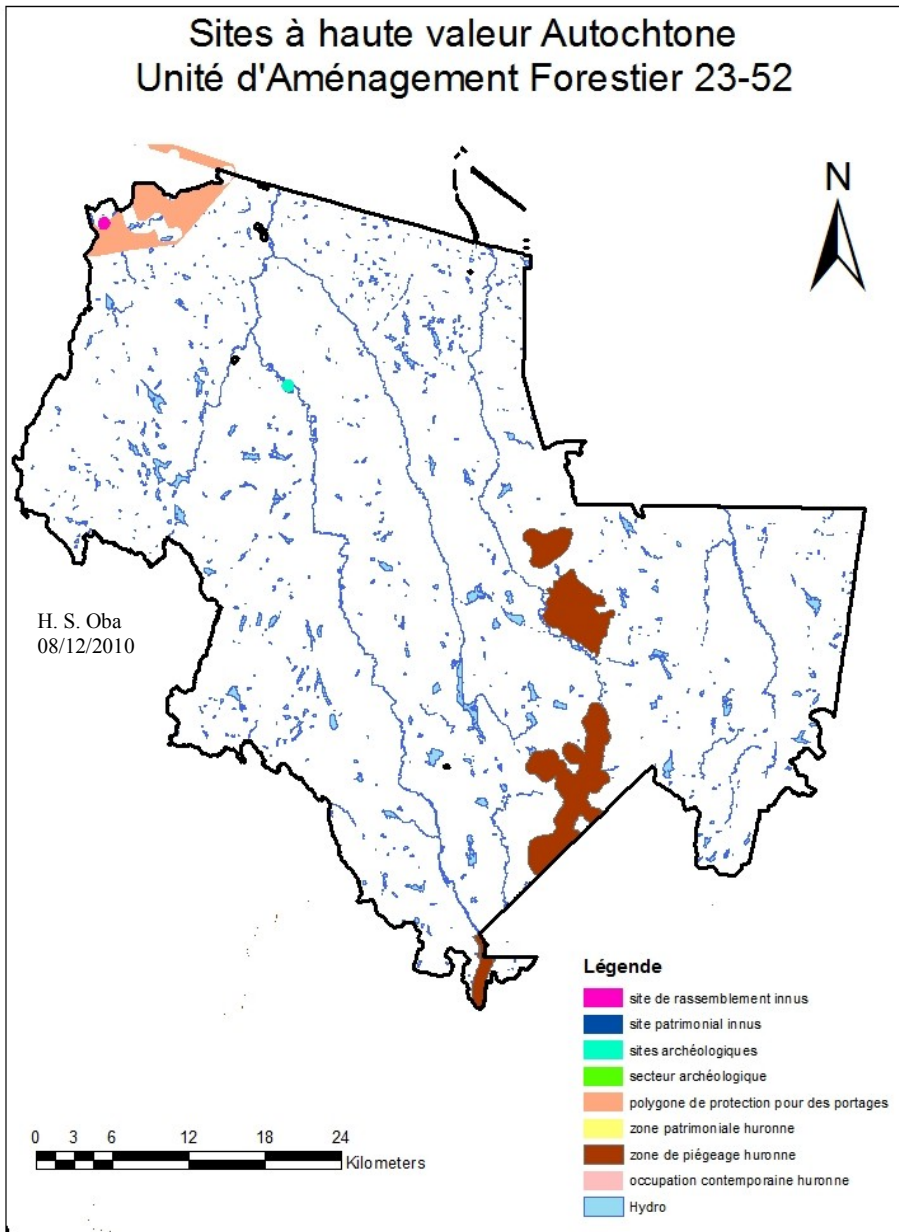 Sites à haute valeur Autochtone
Unité d'Aménagement Forestier 23-52
N
H. S. Oba
08/12/2010
Légende
site de rassemblement innus
site patrimonial innus
sites archéologiques
secteur archéologique
polygone de protection pour des portages
zone patrimoniale huronne
zone de piégeage huronne
occupation contemporaine huronne
Hydro
0 3 6 12 18 24
Kilometers